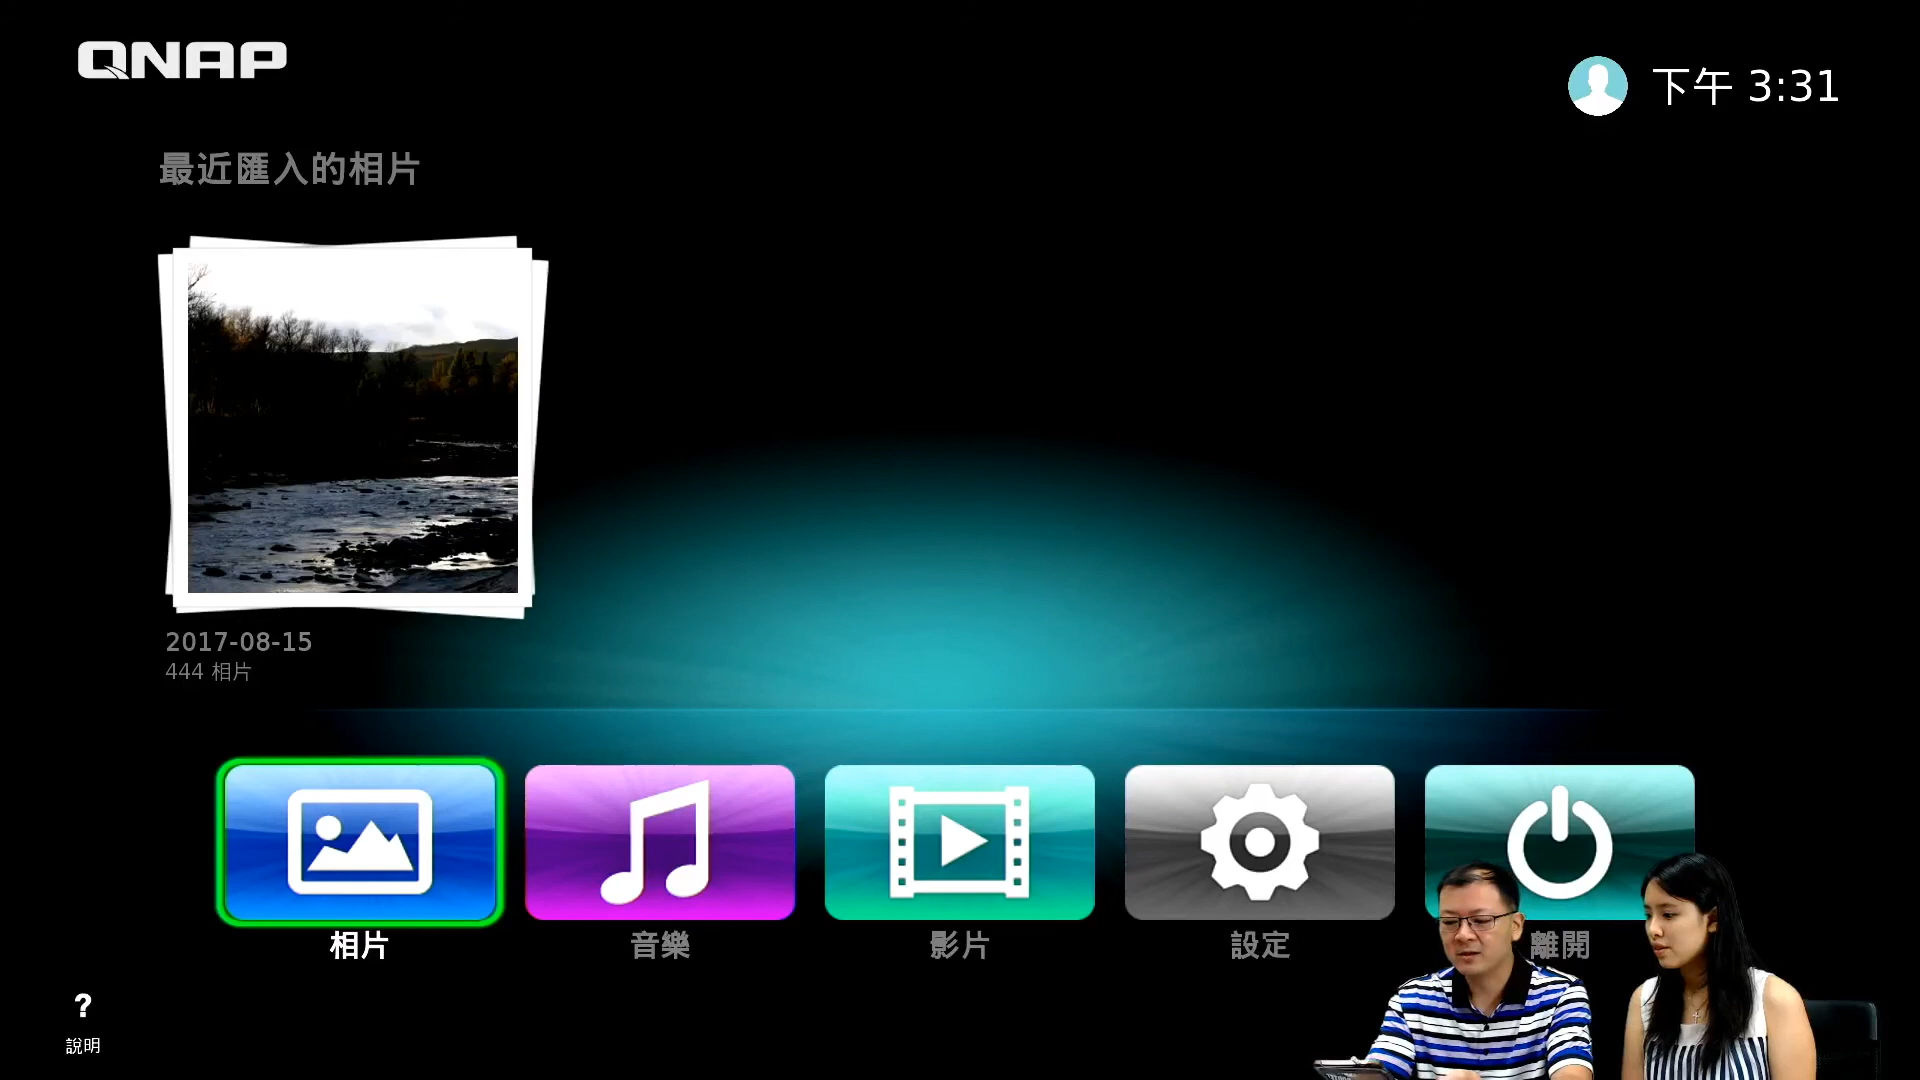 QNAP
下午 3:31
最近匯入的相片
2017-08-15
444 相片
相片
音樂
影片
設定
離開
?
說明